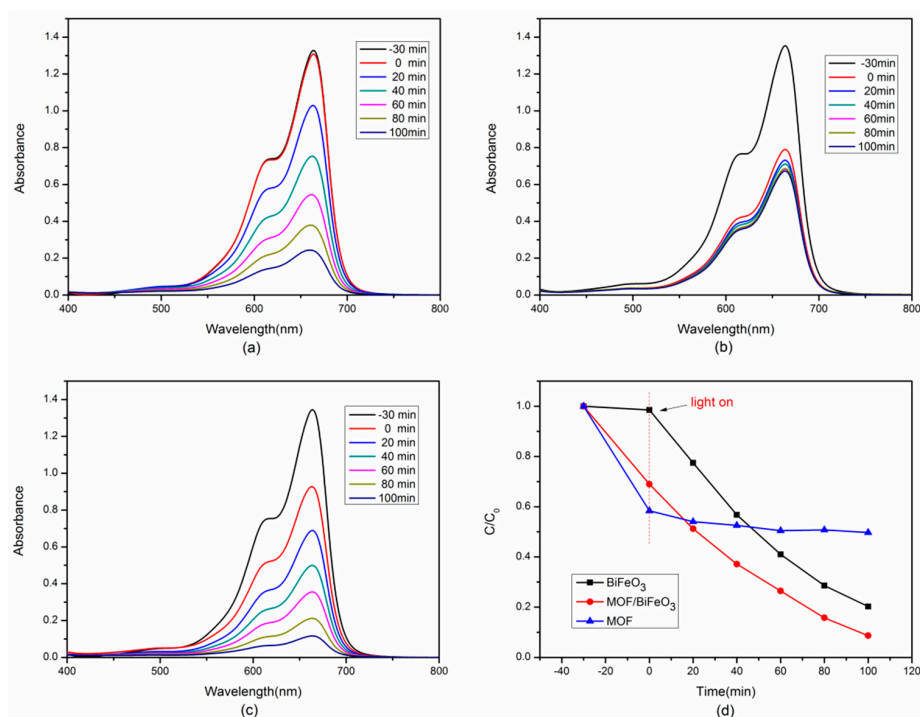 1.4
1.2
1.0
0.8
0.6
0.4
0.2
0.0
Absorbance
-30 min
0 min
20 min
40 min
60 min
80 min
100min
400 500 600 700 800
Wavelength(nm)
(a)
1.4
1.2
1.0
0.8
0.6
0.4
0.2
0.0
Absorbance
-30min
0 min
20min
40min
60min
80min
100min
400 500 600 700 800
Wavelength(nm)
(b)
1.4
1.2
1.0
0.8
0.6
0.4
0.2
0.0
Absorbance
-30 min
0 min
20 min
40 min
60 min
80 min
100min
400 500 600 700 800
Wavelength(nm)
(c)
1.0
0.8
0.6
0.4
0.2
0.0
C/C0
light on
BiFeO3
MOF/BiFeO3
MOF
-40 -20 0 20 40 60 80 100 120
Time(min)
(d)